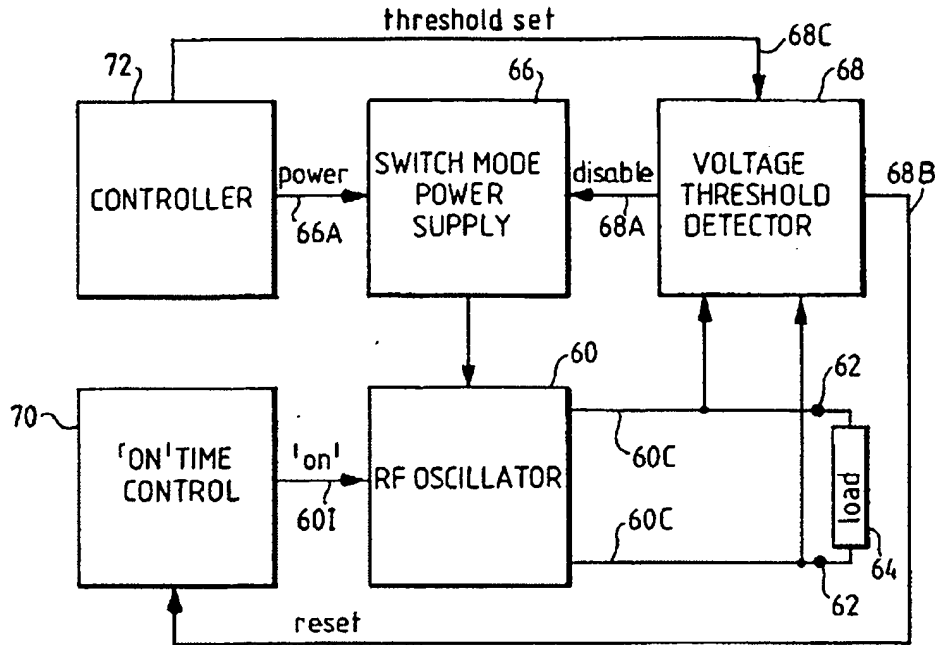 threshold set
68C
72
66
68
CONTROLLER
power
66A
SWITCH MODE
POWER
SUPPLY
disable
68A
VOLTAGE
THRESHOLD
DETECTOR
68B
70
'ON' TIME
CONTROL
'on'
60I
60
RF OSCILLATOR
60C
60C
62
load
64
62
reset